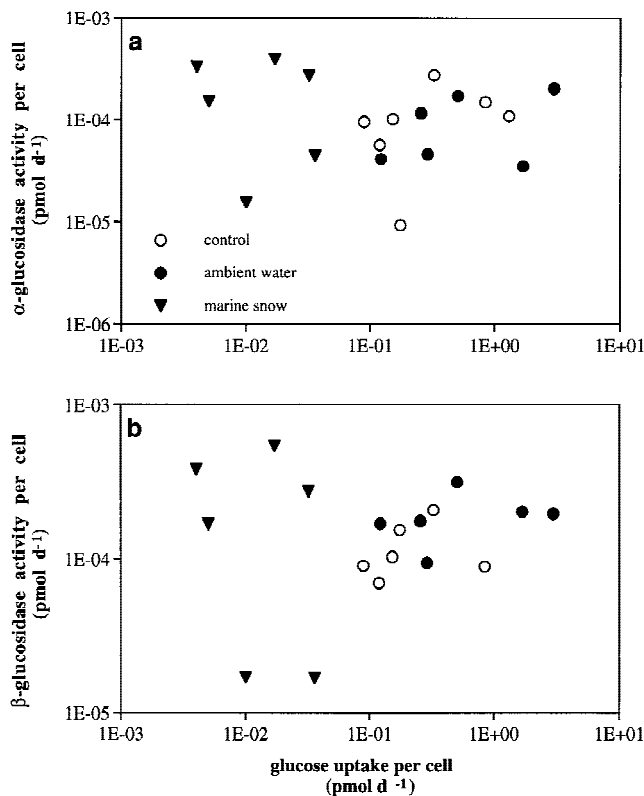 a
1E-03
1E-04
1E-05
1E-06
α-glucosidase activity per cell
(pmol d-1)
control
ambient water
marine snow
1E-03 1E-02 1E-01 1E+00 1E+01
b
1E-03
1E-04
1E-05
β-glucosidase activity per cell
(pmol d-1)
1E-03 1E-02 1E-01 1E+00 1E+01
glucose uptake per cell
(pmol d -1)